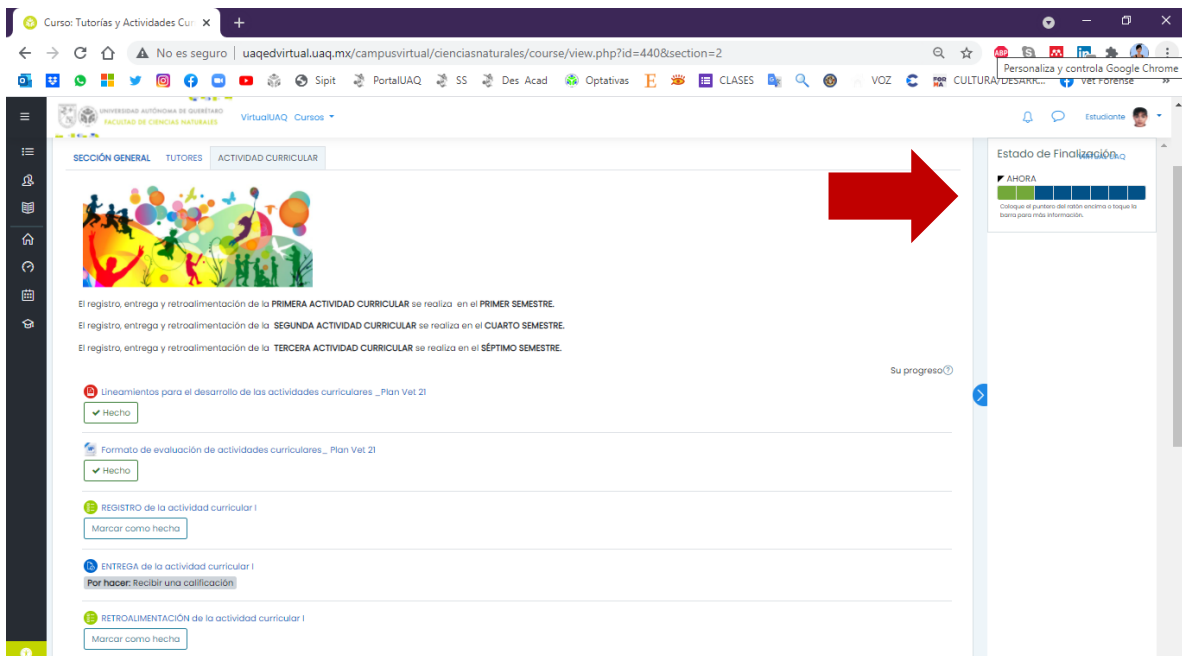 Curso: Tutorías y Actividades Cur
No es seguro | uaqedvirtual.uaq.mx/campusvirtual/cienciasnaturales/course/view.php?id=440&section=2
Personaliza y controla Google Chrome
Sipit PortalUAQ SS Des Acad Optativas CLASES VOZ CULTURA/DESARR... Vet Forense
UNIVERSIDAD AUTÓNOMA DE QUERÉTARO
FACULTAD DE CIENCIAS NATURALES
VirtualUAQ Cursos
Estudiante
SECCIÓN GENERAL TUTORES ACTIVIDAD CURRICULAR
Estado de Finalización
AHORA
Coloque el puntero del ratón encima o toque la
barra para más información.
El registro, entrega y retroalimentación de la PRIMERA ACTIVIDAD CURRICULAR se realiza en el PRIMER SEMESTRE.
El registro, entrega y retroalimentación de la SEGUNDA ACTIVIDAD CURRICULAR se realiza en el CUARTO SEMESTRE.
El registro, entrega y retroalimentación de la TERCERA ACTIVIDAD CURRICULAR se realiza en el SÉPTIMO SEMESTRE.
Su progreso
Lineamientos para el desarrollo de las actividades curriculares _Plan Vet 21
Hecho
Formato de evaluación de actividades curriculares_ Plan Vet 21
Hecho
REGISTRO de la actividad curricular I
Marcar como hecha
ENTREGA de la actividad curricular I
Por hacer: Recibir una calificación
RETROALIMENTACIÓN de la actividad curricular I
Marcar como hecha